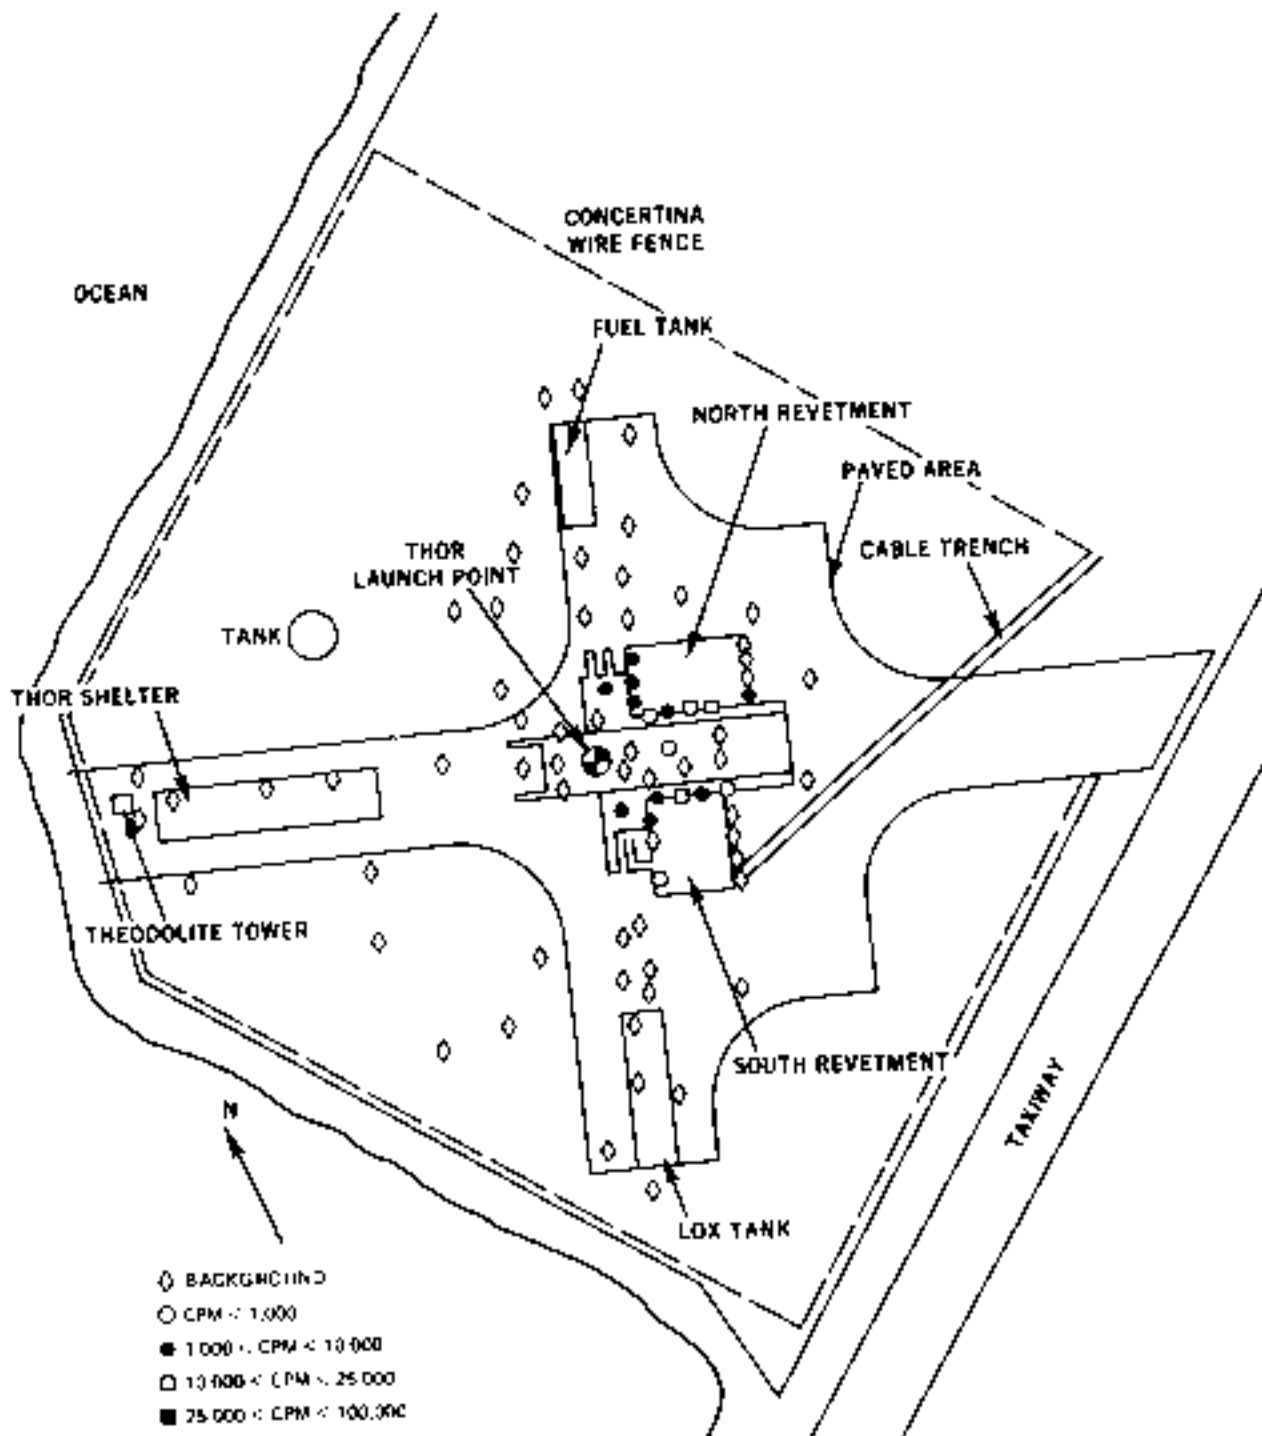 CONCERTINA
WIRE FENCE
OCEAN
FUEL TANK
NORTH REVETMENT
PAVED AREA
CABLE TRENCH
THOR
LAUNCH POINT
TANK
THOR SHELTER
THEODOLITE TOWER
SOUTH REVETMENT
TAXIWAY
N
LOX TANK
BACKGROUND
CPM < 1,000
1 000 < CPM < 10 000
10 000 < CPM < 25 000
25 000 < CPM < 100,000